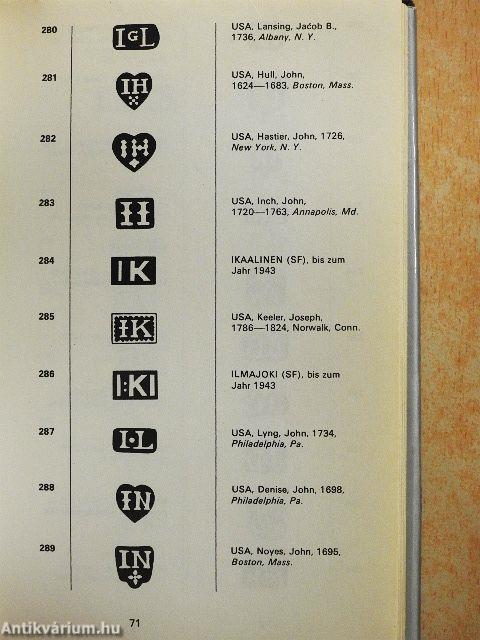 280
IGL
USA, Lansing, Jacob B.,
1736, Albany, N. Y.
281
IH
USA, Hull, John,
1624—1683, Boston, Mass.
282
IH
USA, Hastier, John, 1726,
New York, N. Y.
283
II
USA, Inch, John,
1720—1763, Annapolis, Md.
284
IK
IKAALINEN (SF), bis zum
Jahr 1943
285
IK
USA, Keeler, Joseph,
1786—1824, Norwalk, Conn.
286
I:KI
ILMAJOKI (SF), bis zum
Jahr 1943
287
I·L
USA, Lyng, John, 1734,
Philadelphia, Pa.
288
IN
USA, Denise, John, 1698,
Philadelphia, Pa.
289
IN
USA, Noyes, John, 1695,
Boston, Mass.
71
Antikvárium.hu